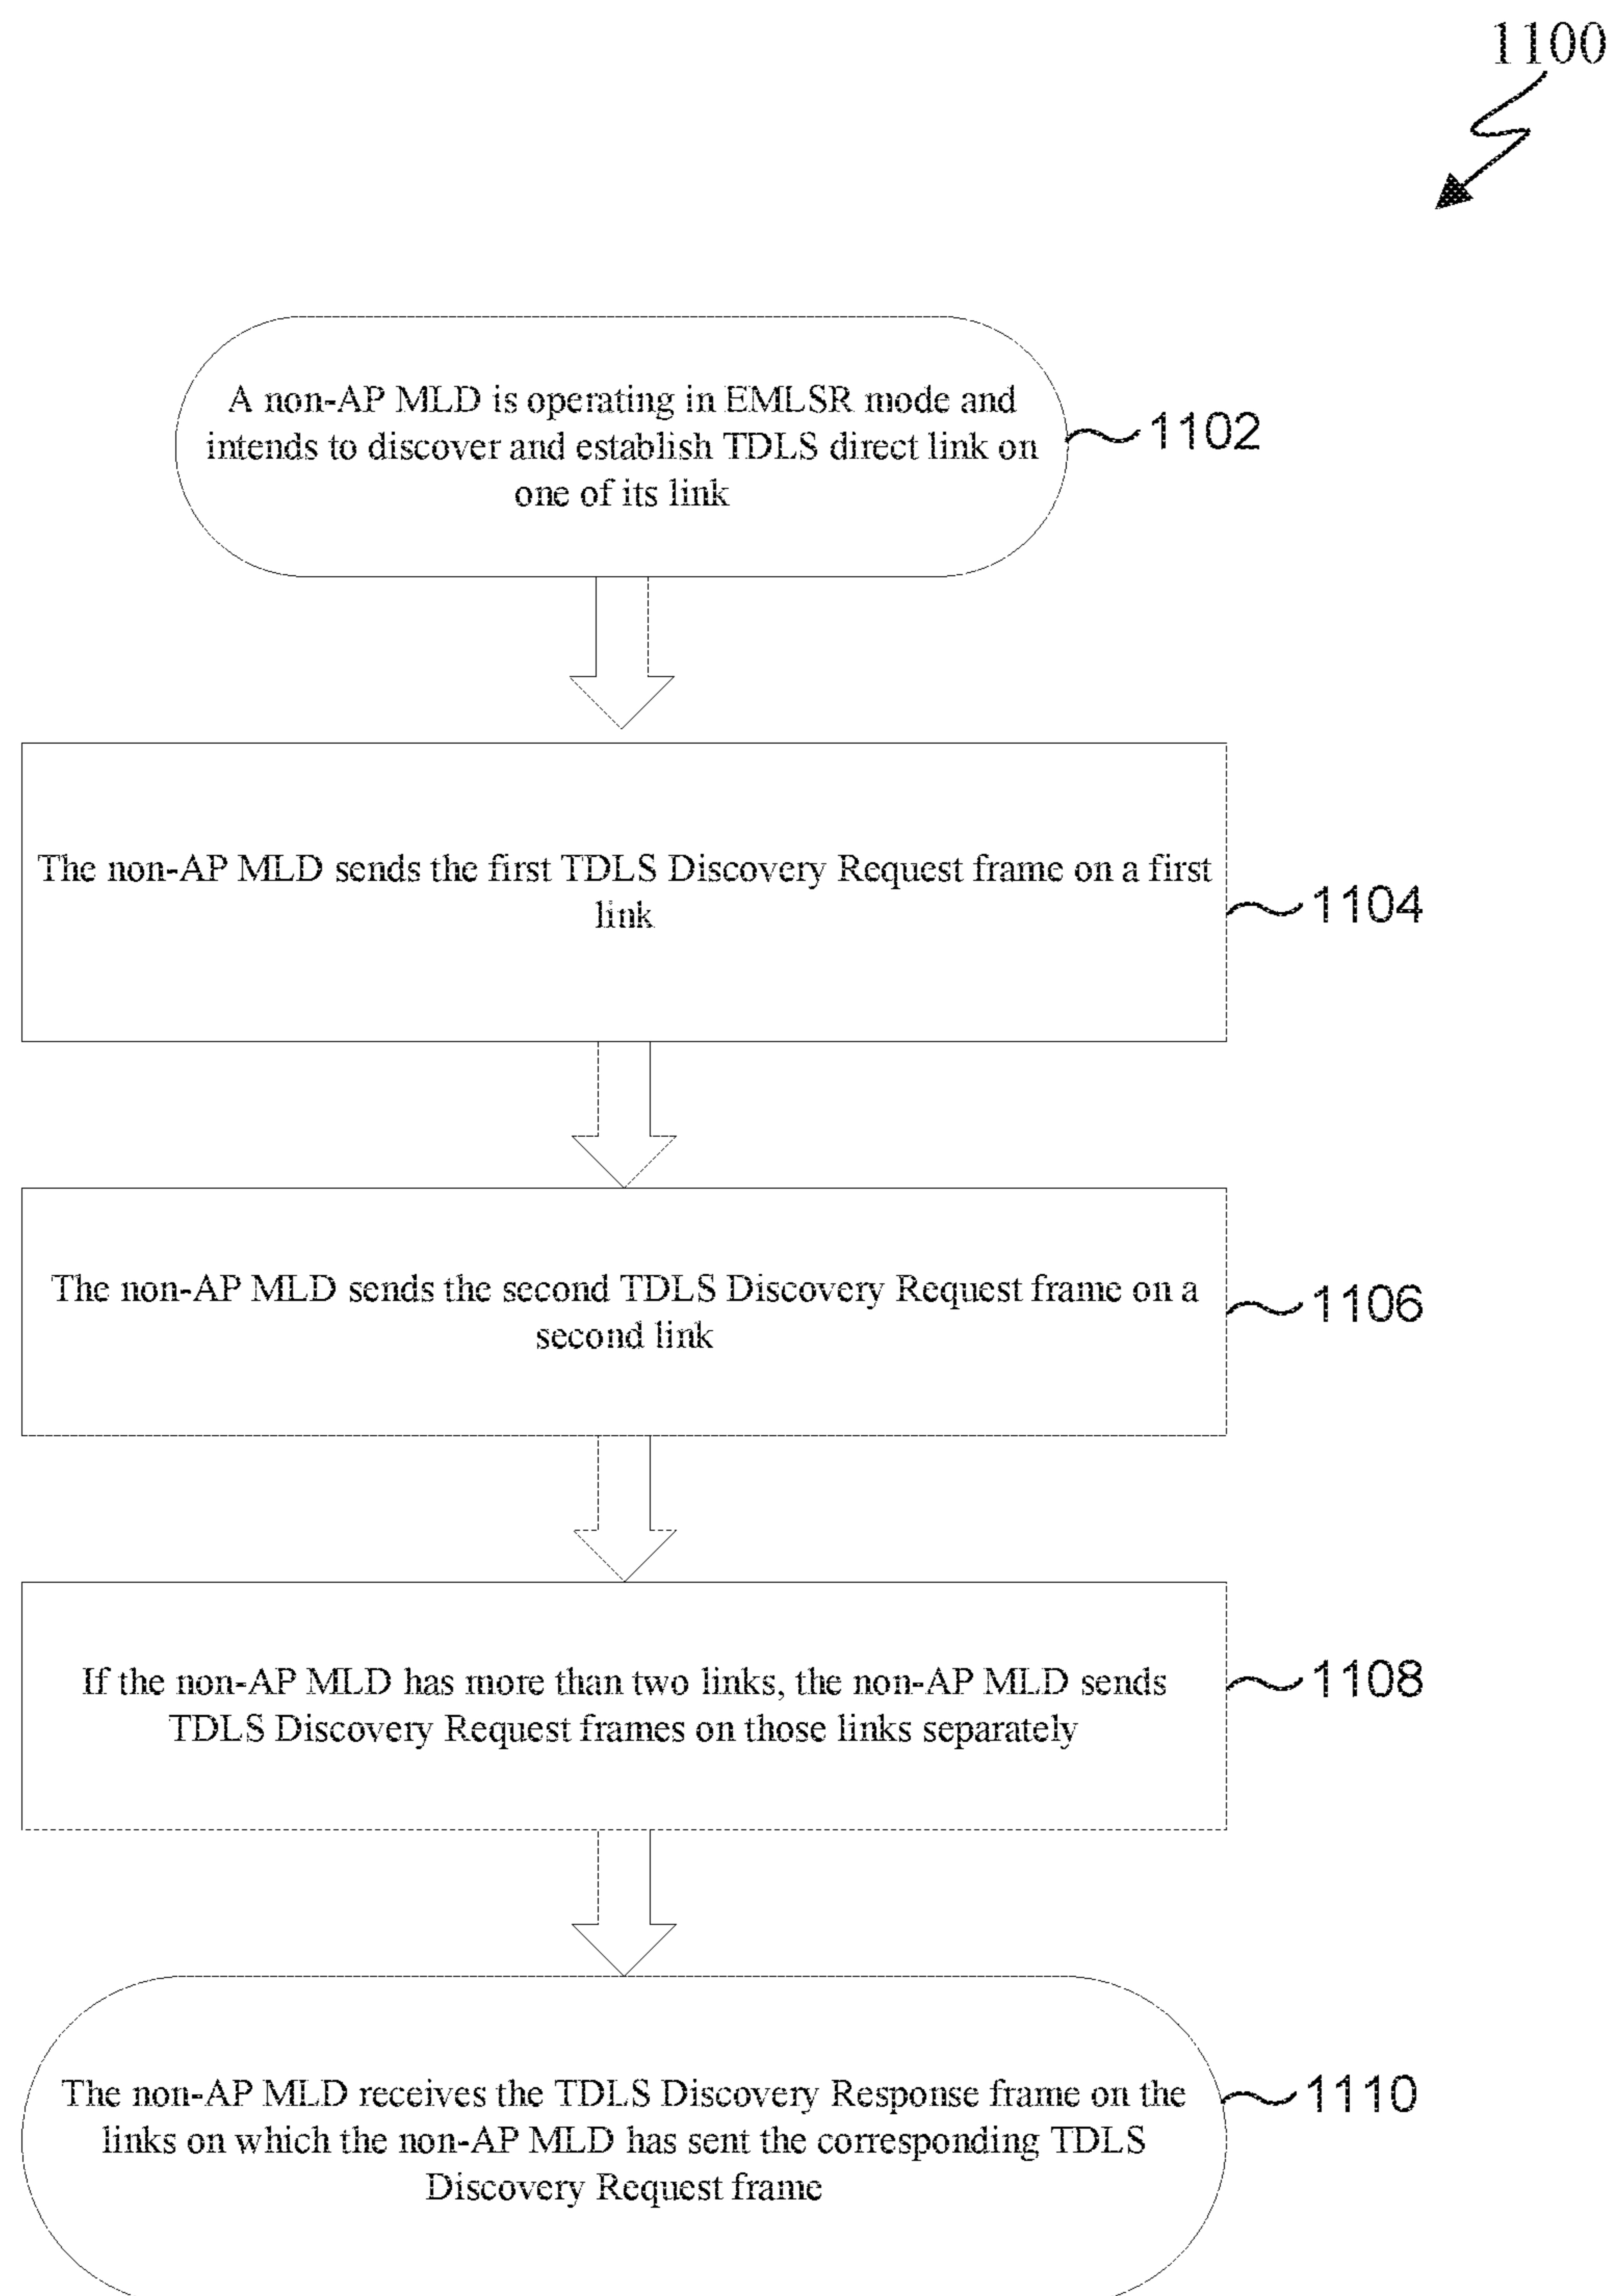 1100
A non-AP MLD is operating in EMLSR mode and
intends to discover and establish TDLS direct link on
one of its link
1102
The non-AP MLD sends the first TDLS Discovery Request frame on a first
link
1104
The non-AP MLD sends the second TDLS Discovery Request frame on a
second link
1106
If the non-AP MLD has more than two links, the non-AP MLD sends
TDLS Discovery Request frames on those links separately
1108
The non-AP MLD receives the TDLS Discovery Response frame on the
links on which the non-AP MLD has sent the corresponding TDLS
Discovery Request frame
1110